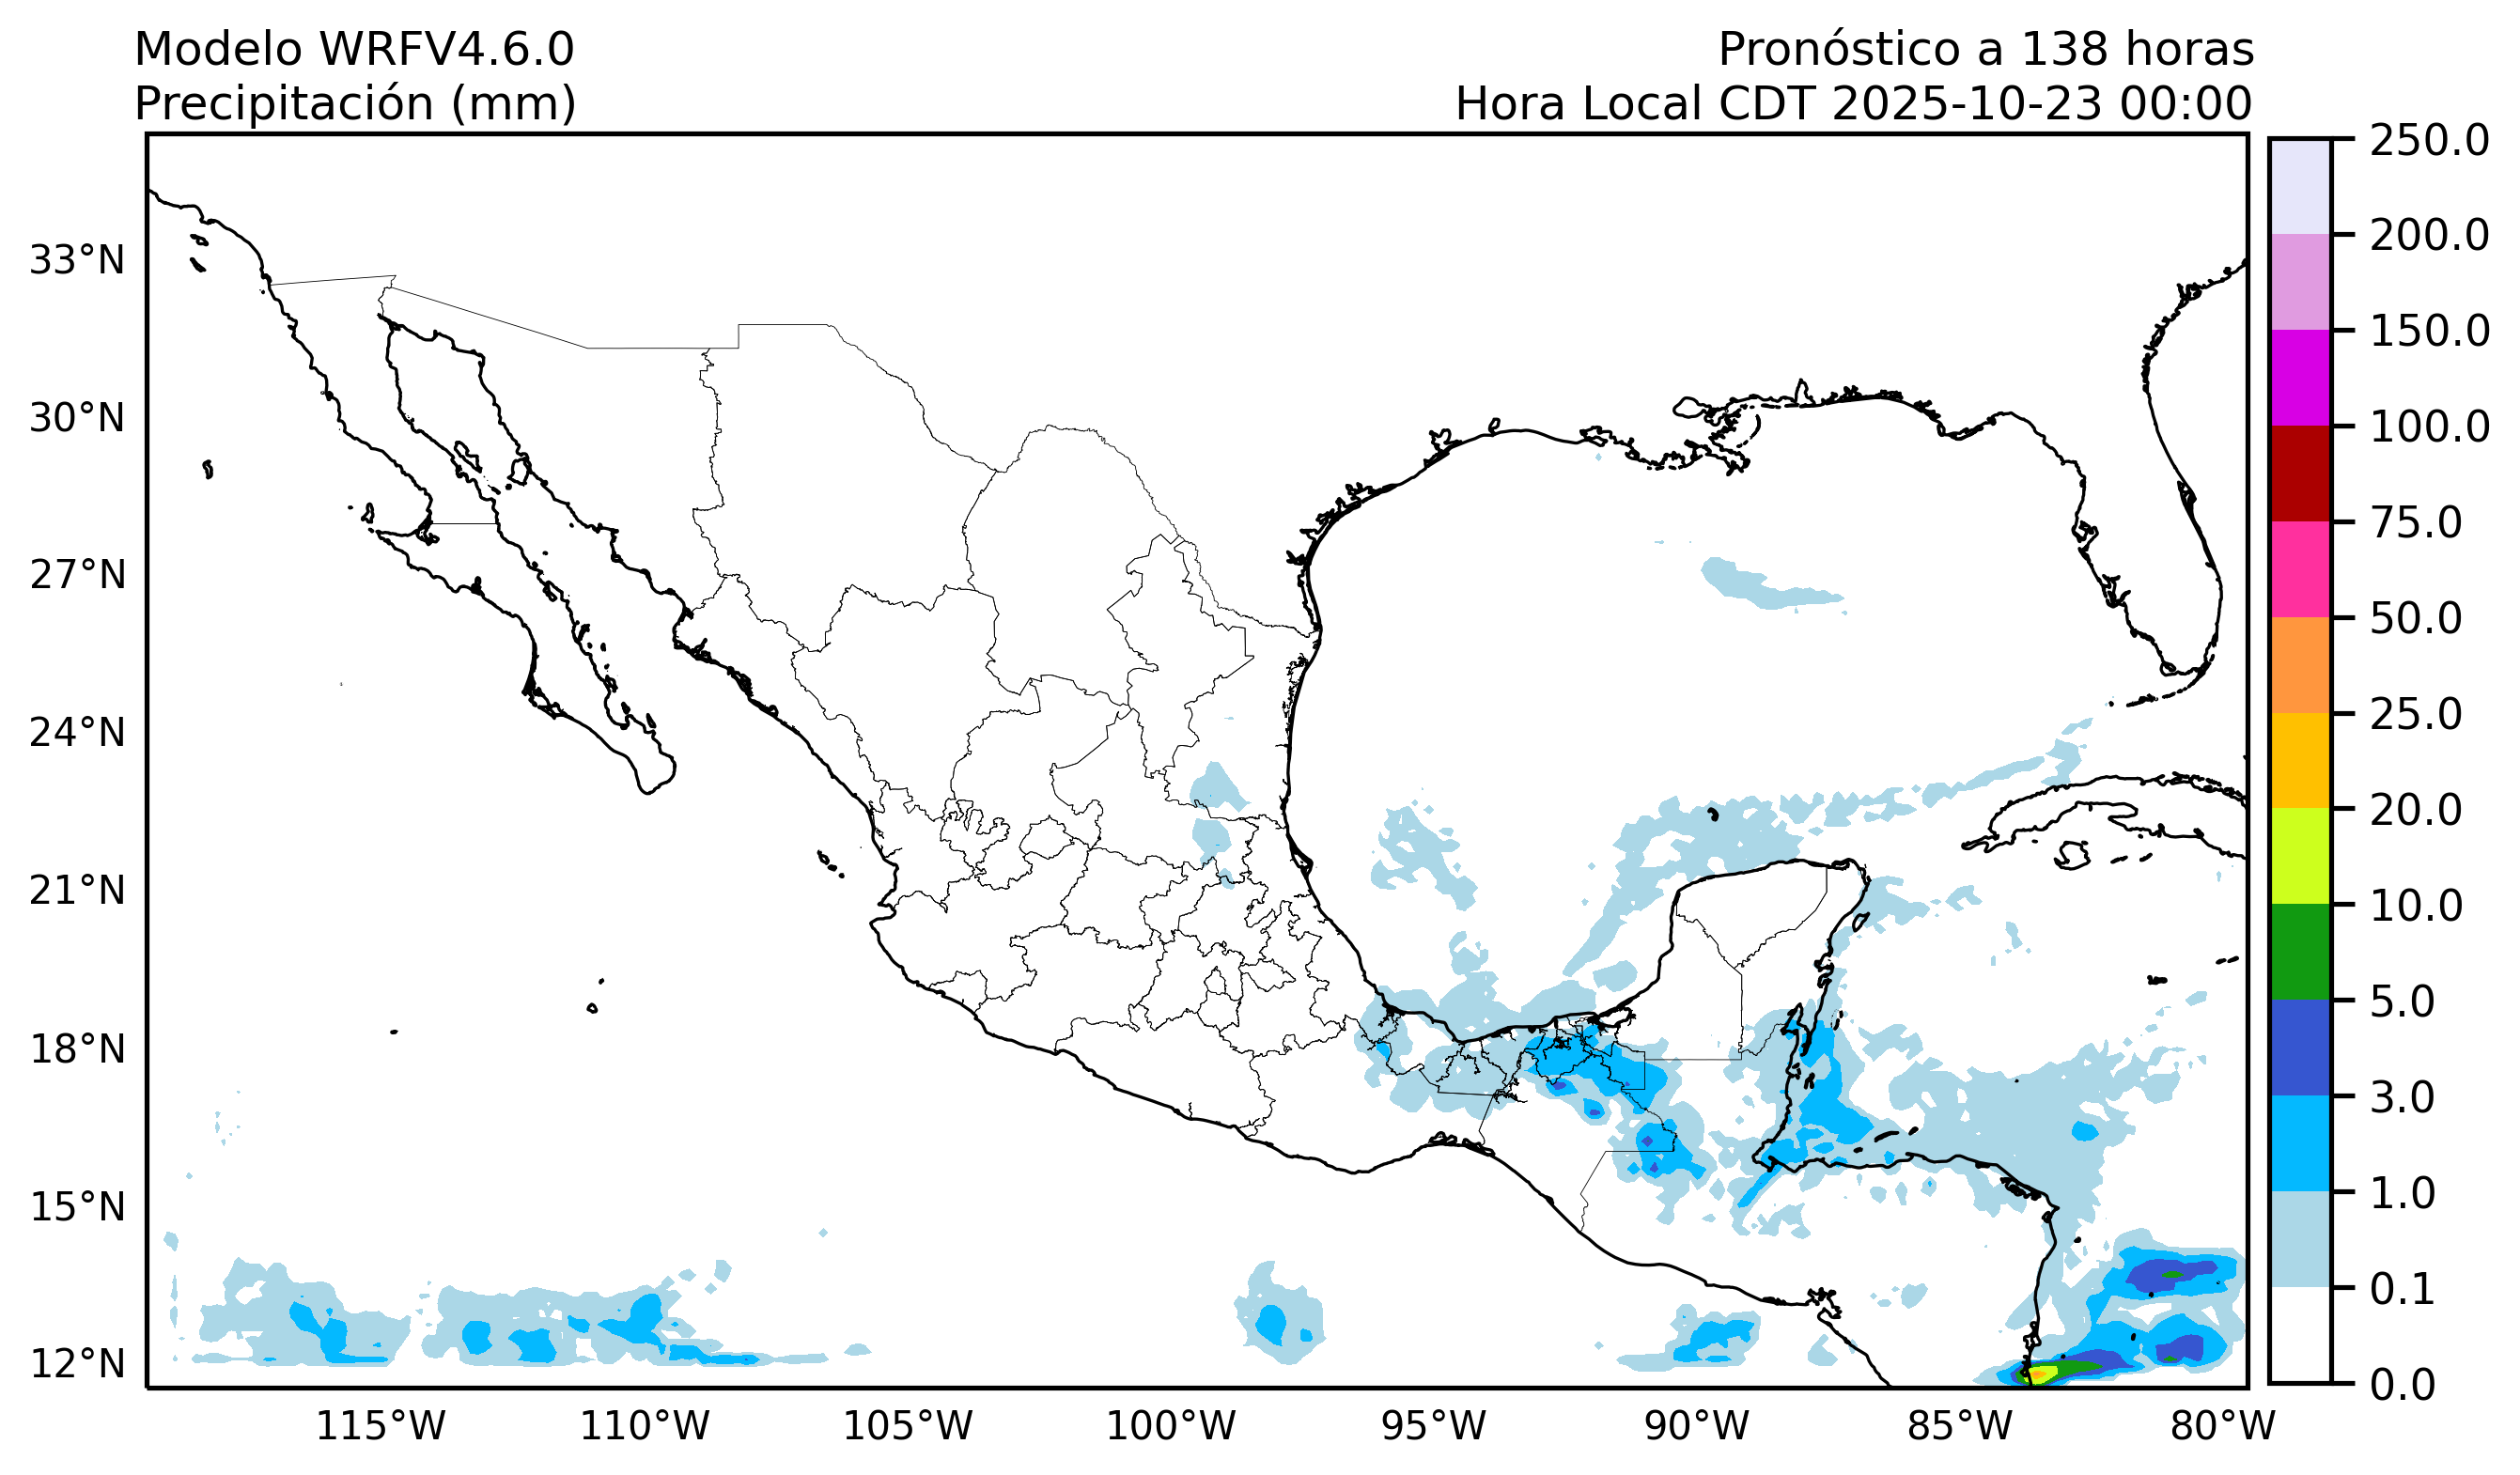 Modelo WRFV4.6.0
Precipitación (mm)
Pronóstico a 138 horas
Hora Local CDT 2025-10-23 00:00
33°N
30°N
27°N
24°N
21°N
18°N
15°N
12°N
115°W
110°W
105°W
100°W
95°W
90°W
85°W
80°W
250.0
200.0
150.0
100.0
75.0
50.0
25.0
20.0
10.0
5.0
3.0
1.0
0.1
0.0